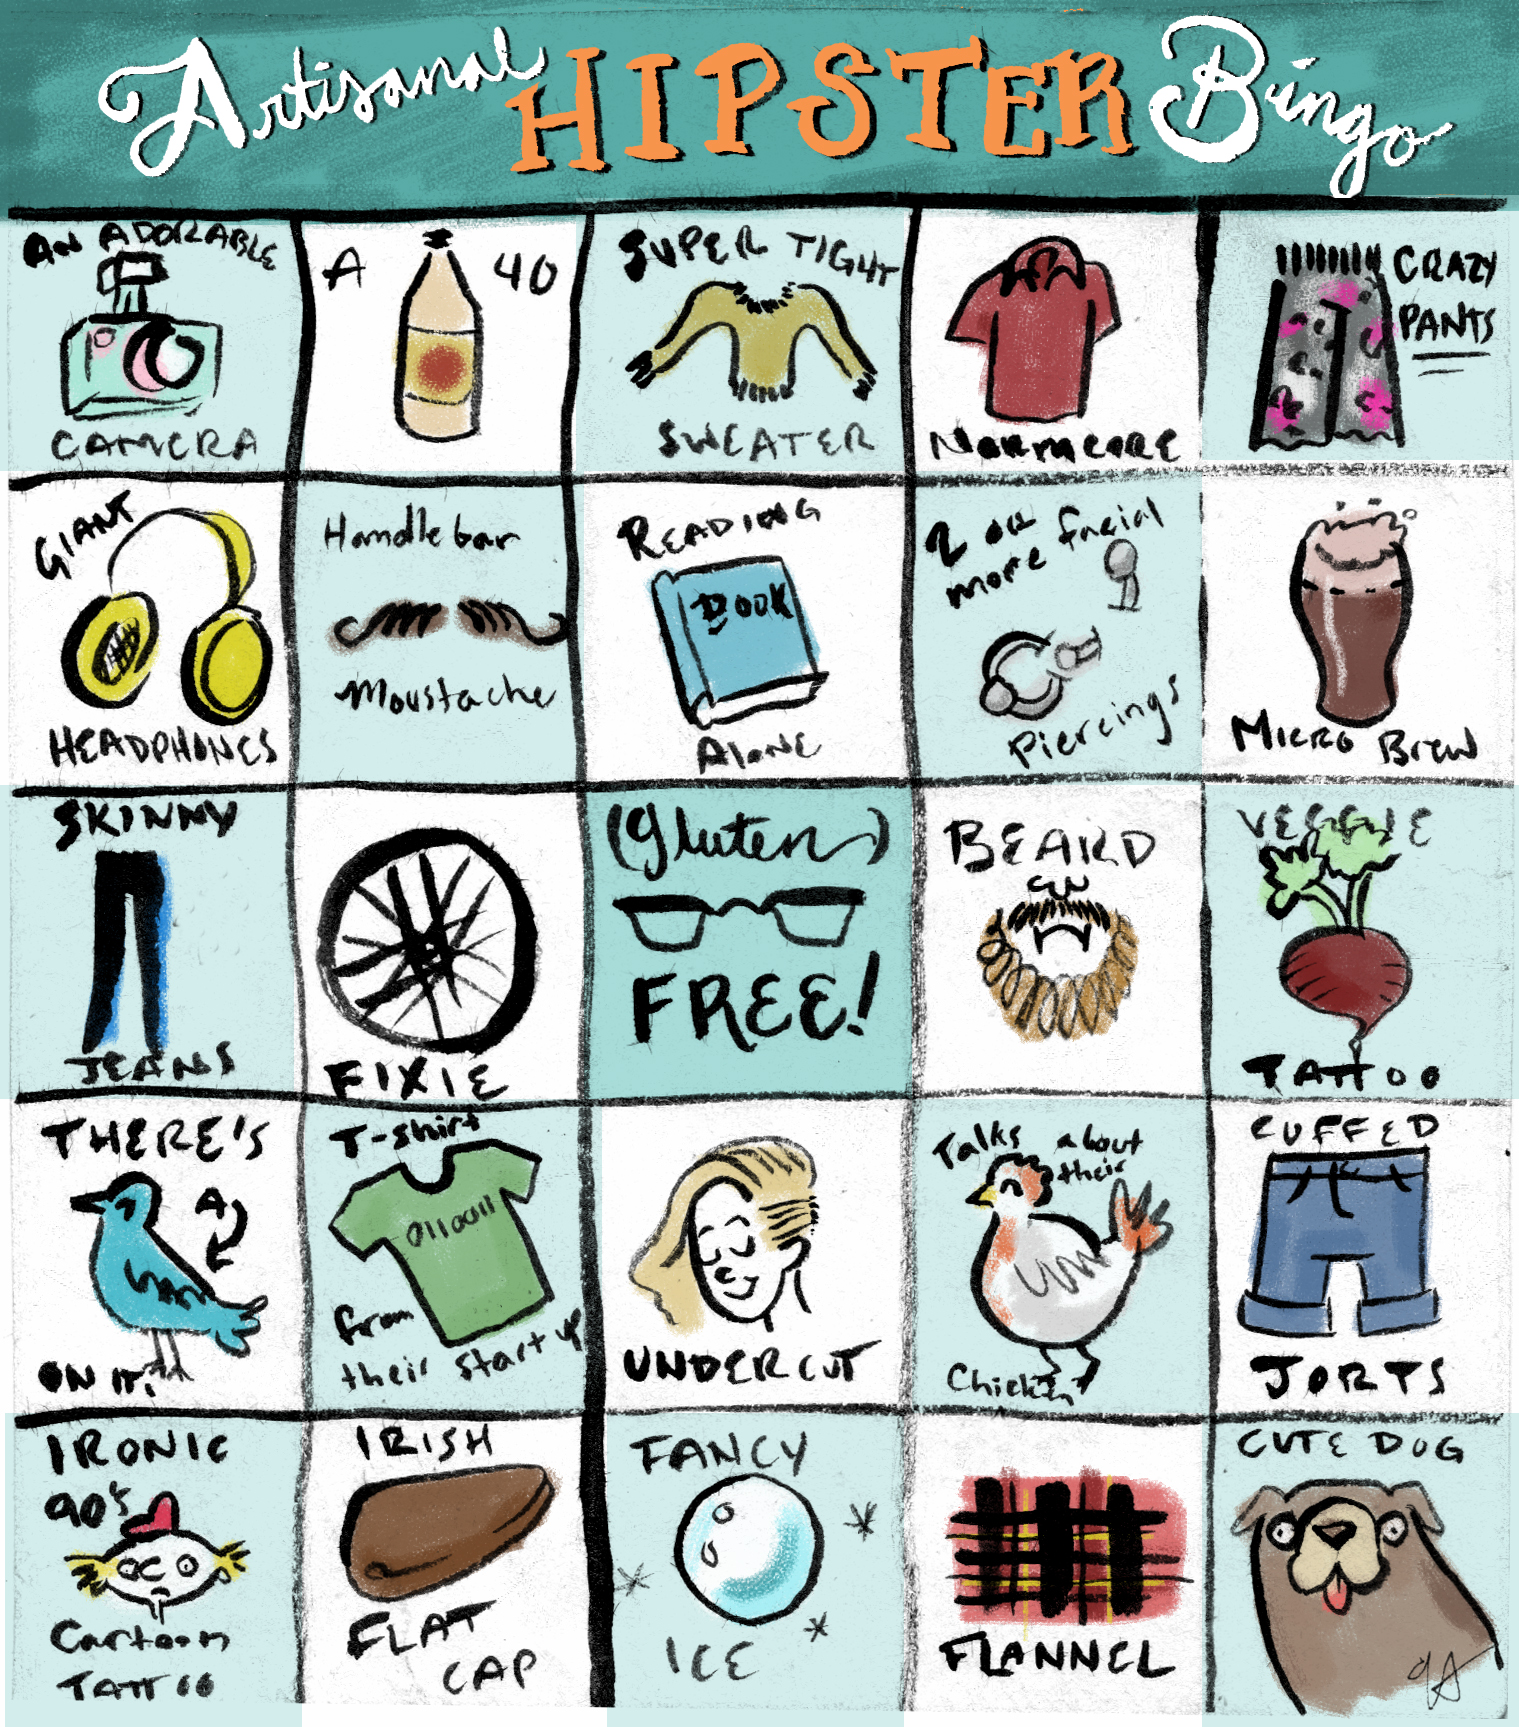 Artisanal HIPSTER Bingo
AN ADORABLE
CAMERA
A 40
SUPER TIGHT
SWEATER
NORMCORE
CRAZY
PANTS
GIANT
HEADPHONES
Handlebar
Moustache
READING
BOOK
ALONE
2 OR
more facial
Piercings
MICRO BREW
SKINNY
JEANS
FIXIE
(gluten)
FREE!
BEARD
VEGGIE
TATTOO
THERE'S
A
ON IT!
T-shirt
011001
from
their start up
UNDERCUT
Talks about
their
Chicken
CUFFED
JORTS
IRONIC
90's
Cartoon
TATTOO
IRISH
FLAT
CAP
FANCY
ICE
FLANNEL
CUTE DOG